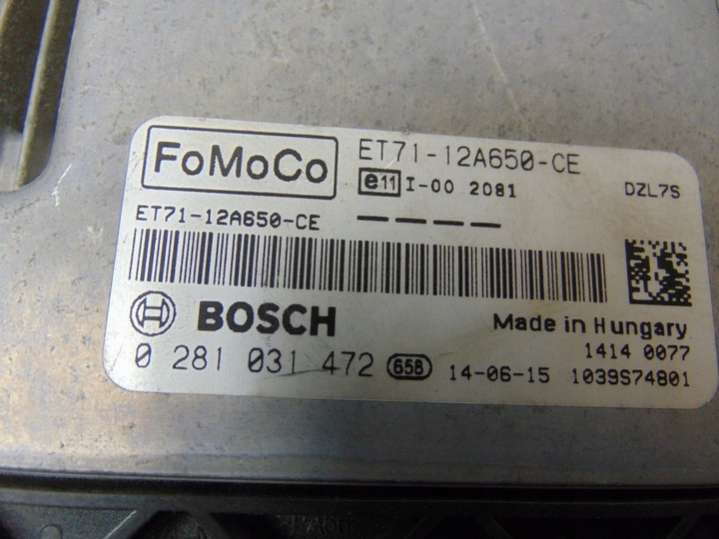 FoMoCo ET71-12A650-CE
e11 I-00 2081 DZL7S
ET71-12A650-CE — — — —
BOSCH Made in Hungary
1414 0077
0 281 031 472 658 14-06-15 1039S74801